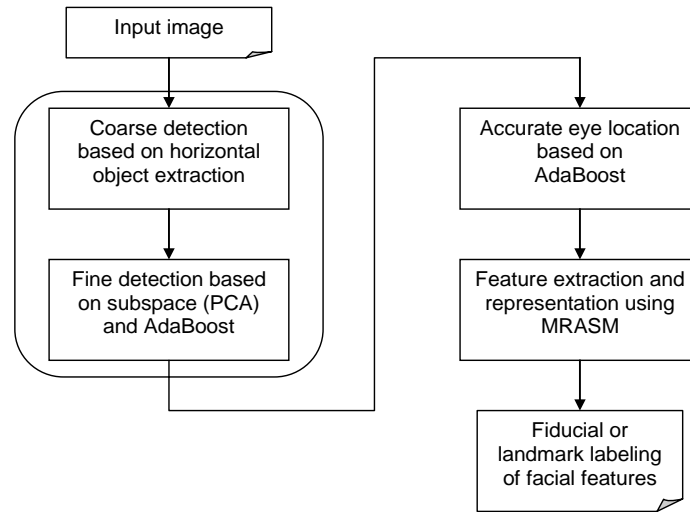 Input image
Coarse detection
based on horizontal
object extraction
Fine detection based
on subspace (PCA)
and AdaBoost
Accurate eye location
based on
AdaBoost
Feature extraction and
representation using
MRASM
Fiducial or
landmark labeling
of facial features